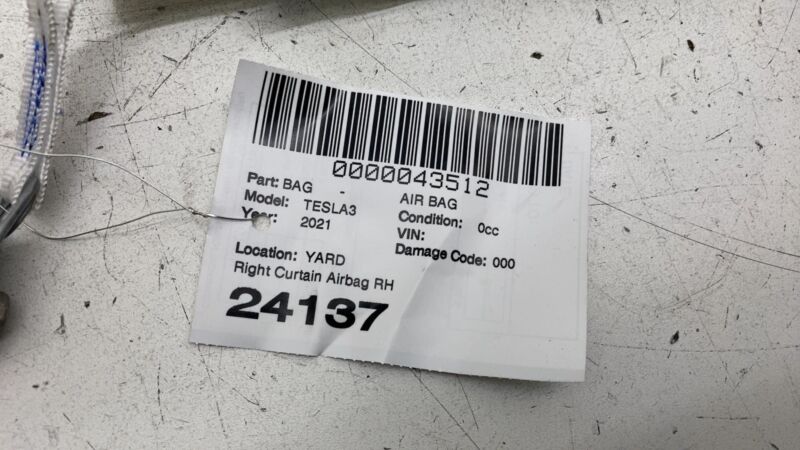 0000043512
Part: BAG - AIR BAG
Model: TESLA3 Condition: 0cc
Year: 2021 VIN:
Damage Code: 000
Location: YARD
Right Curtain Airbag RH
24137